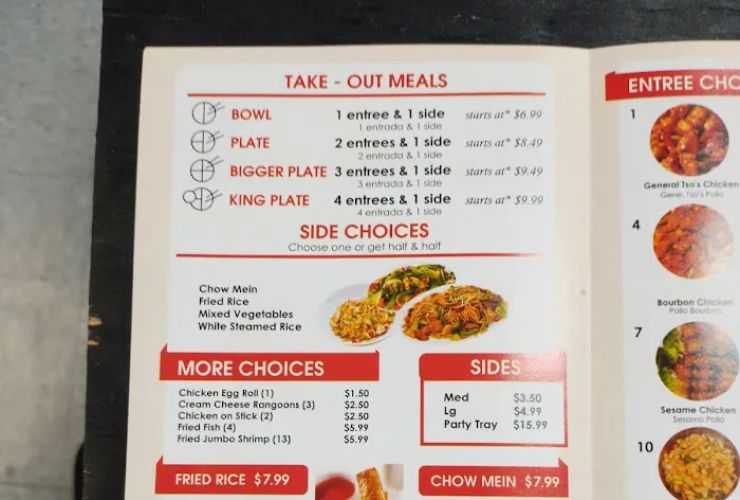 TAKE - OUT MEALS
BOWL 1 entree & 1 side starts at* $6.99
1 entrada & 1 side
PLATE 2 entrees & 1 side starts at* $8.49
2 entrada & 1 side
BIGGER PLATE 3 entrees & 1 side starts at* $9.49
3 entrada & 1 side
KING PLATE 4 entrees & 1 side starts at* $9.99
4 entrada & 1 side
SIDE CHOICES
Choose one or get half & half
Chow Mein
Fried Rice
Mixed Vegetables
White Steamed Rice
MORE CHOICES
Chicken Egg Roll (1) $1.50
Cream Cheese Rangoons (3) $2.50
Chicken on Stick (2) $2.50
Fried Fish (4) $5.99
Fried Jumbo Shrimp (13) $5.99
SIDES
Med $3.50
Lg $4.99
Party Tray $15.99
FRIED RICE $7.99
CHOW MEIN $7.99
ENTREE CHO
1
General Tso's Chicken
Gener Tso's Pollo
4
Bourbon Chicken
Pollo Bourbon
7
Sesame Chicken
Sesamo Pollo
10